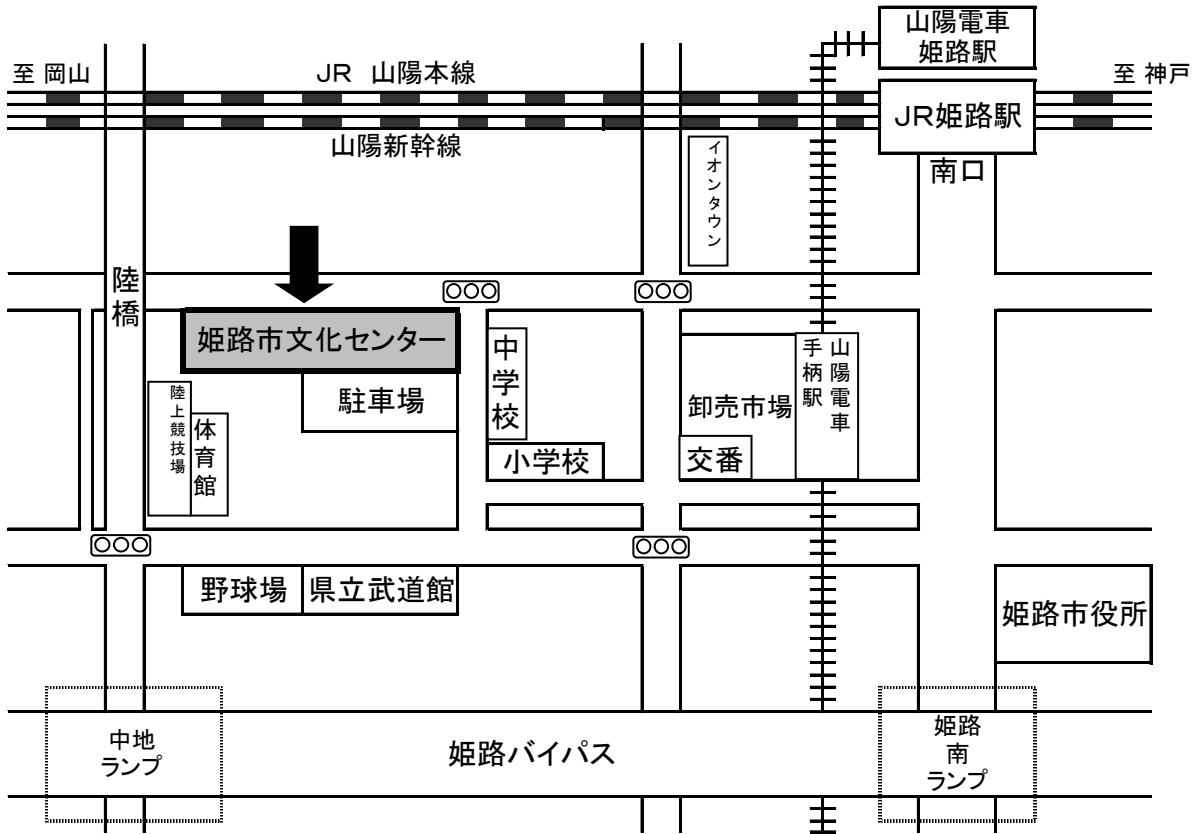 山陽電車
姫路駅
至 岡山
JR 山陽本線
至 神戸
JR姫路駅
山陽新幹線
南口
イオンタウン
陸橋
姫路市文化センター
中学校
山陽電車
手柄駅
陸上競技場
体育館
駐車場
卸売市場
小学校
交番
野球場
県立武道館
姫路市役所
中地
ランプ
姫路バイパス
姫路
南
ランプ